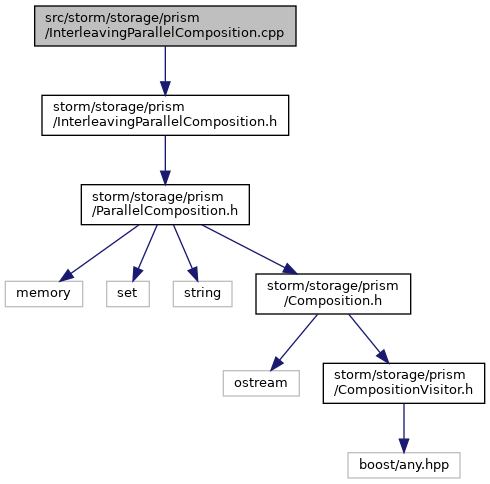 src/storm/storage/prism
/InterleavingParallelComposition.cpp
storm/storage/prism
/InterleavingParallelComposition.h
storm/storage/prism
/ParallelComposition.h
memory
set
string
storm/storage/prism
/Composition.h
ostream
storm/storage/prism
/CompositionVisitor.h
boost/any.hpp